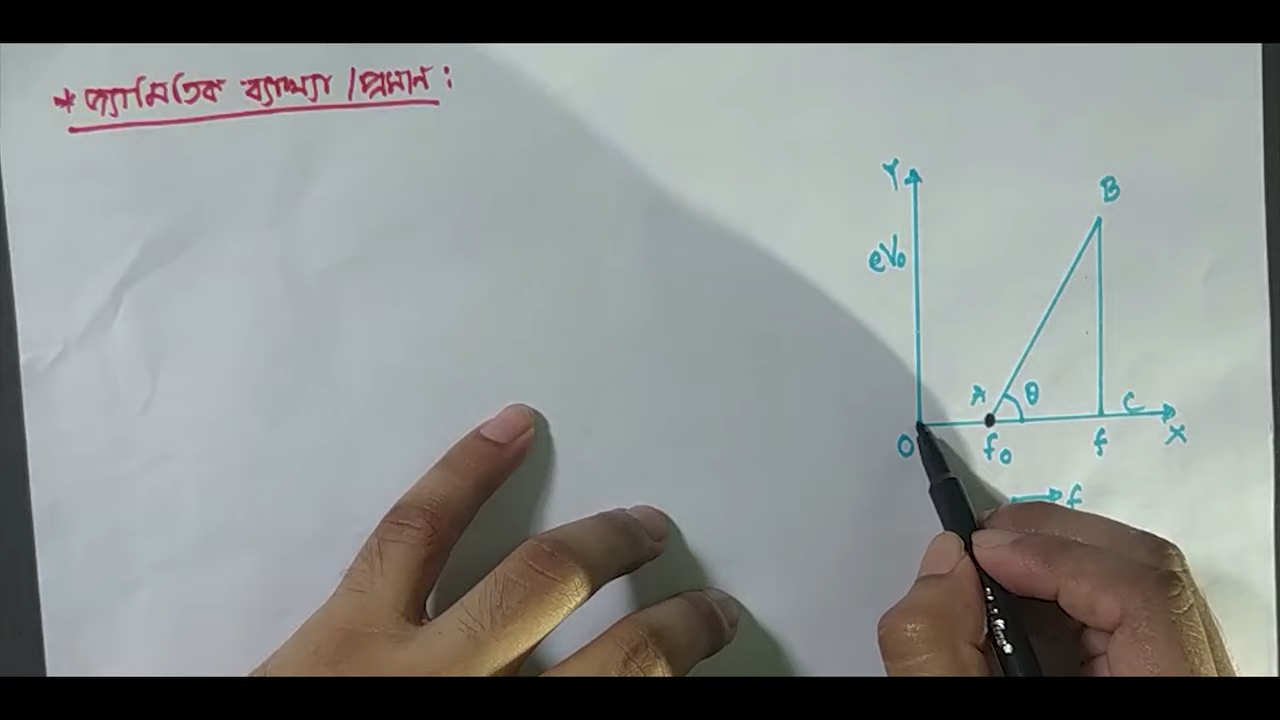 * জ্যামিতিক ব্যাখ্যা / প্রমান :
Y
B
eV₀
A θ C
O f₀ f X
→ f